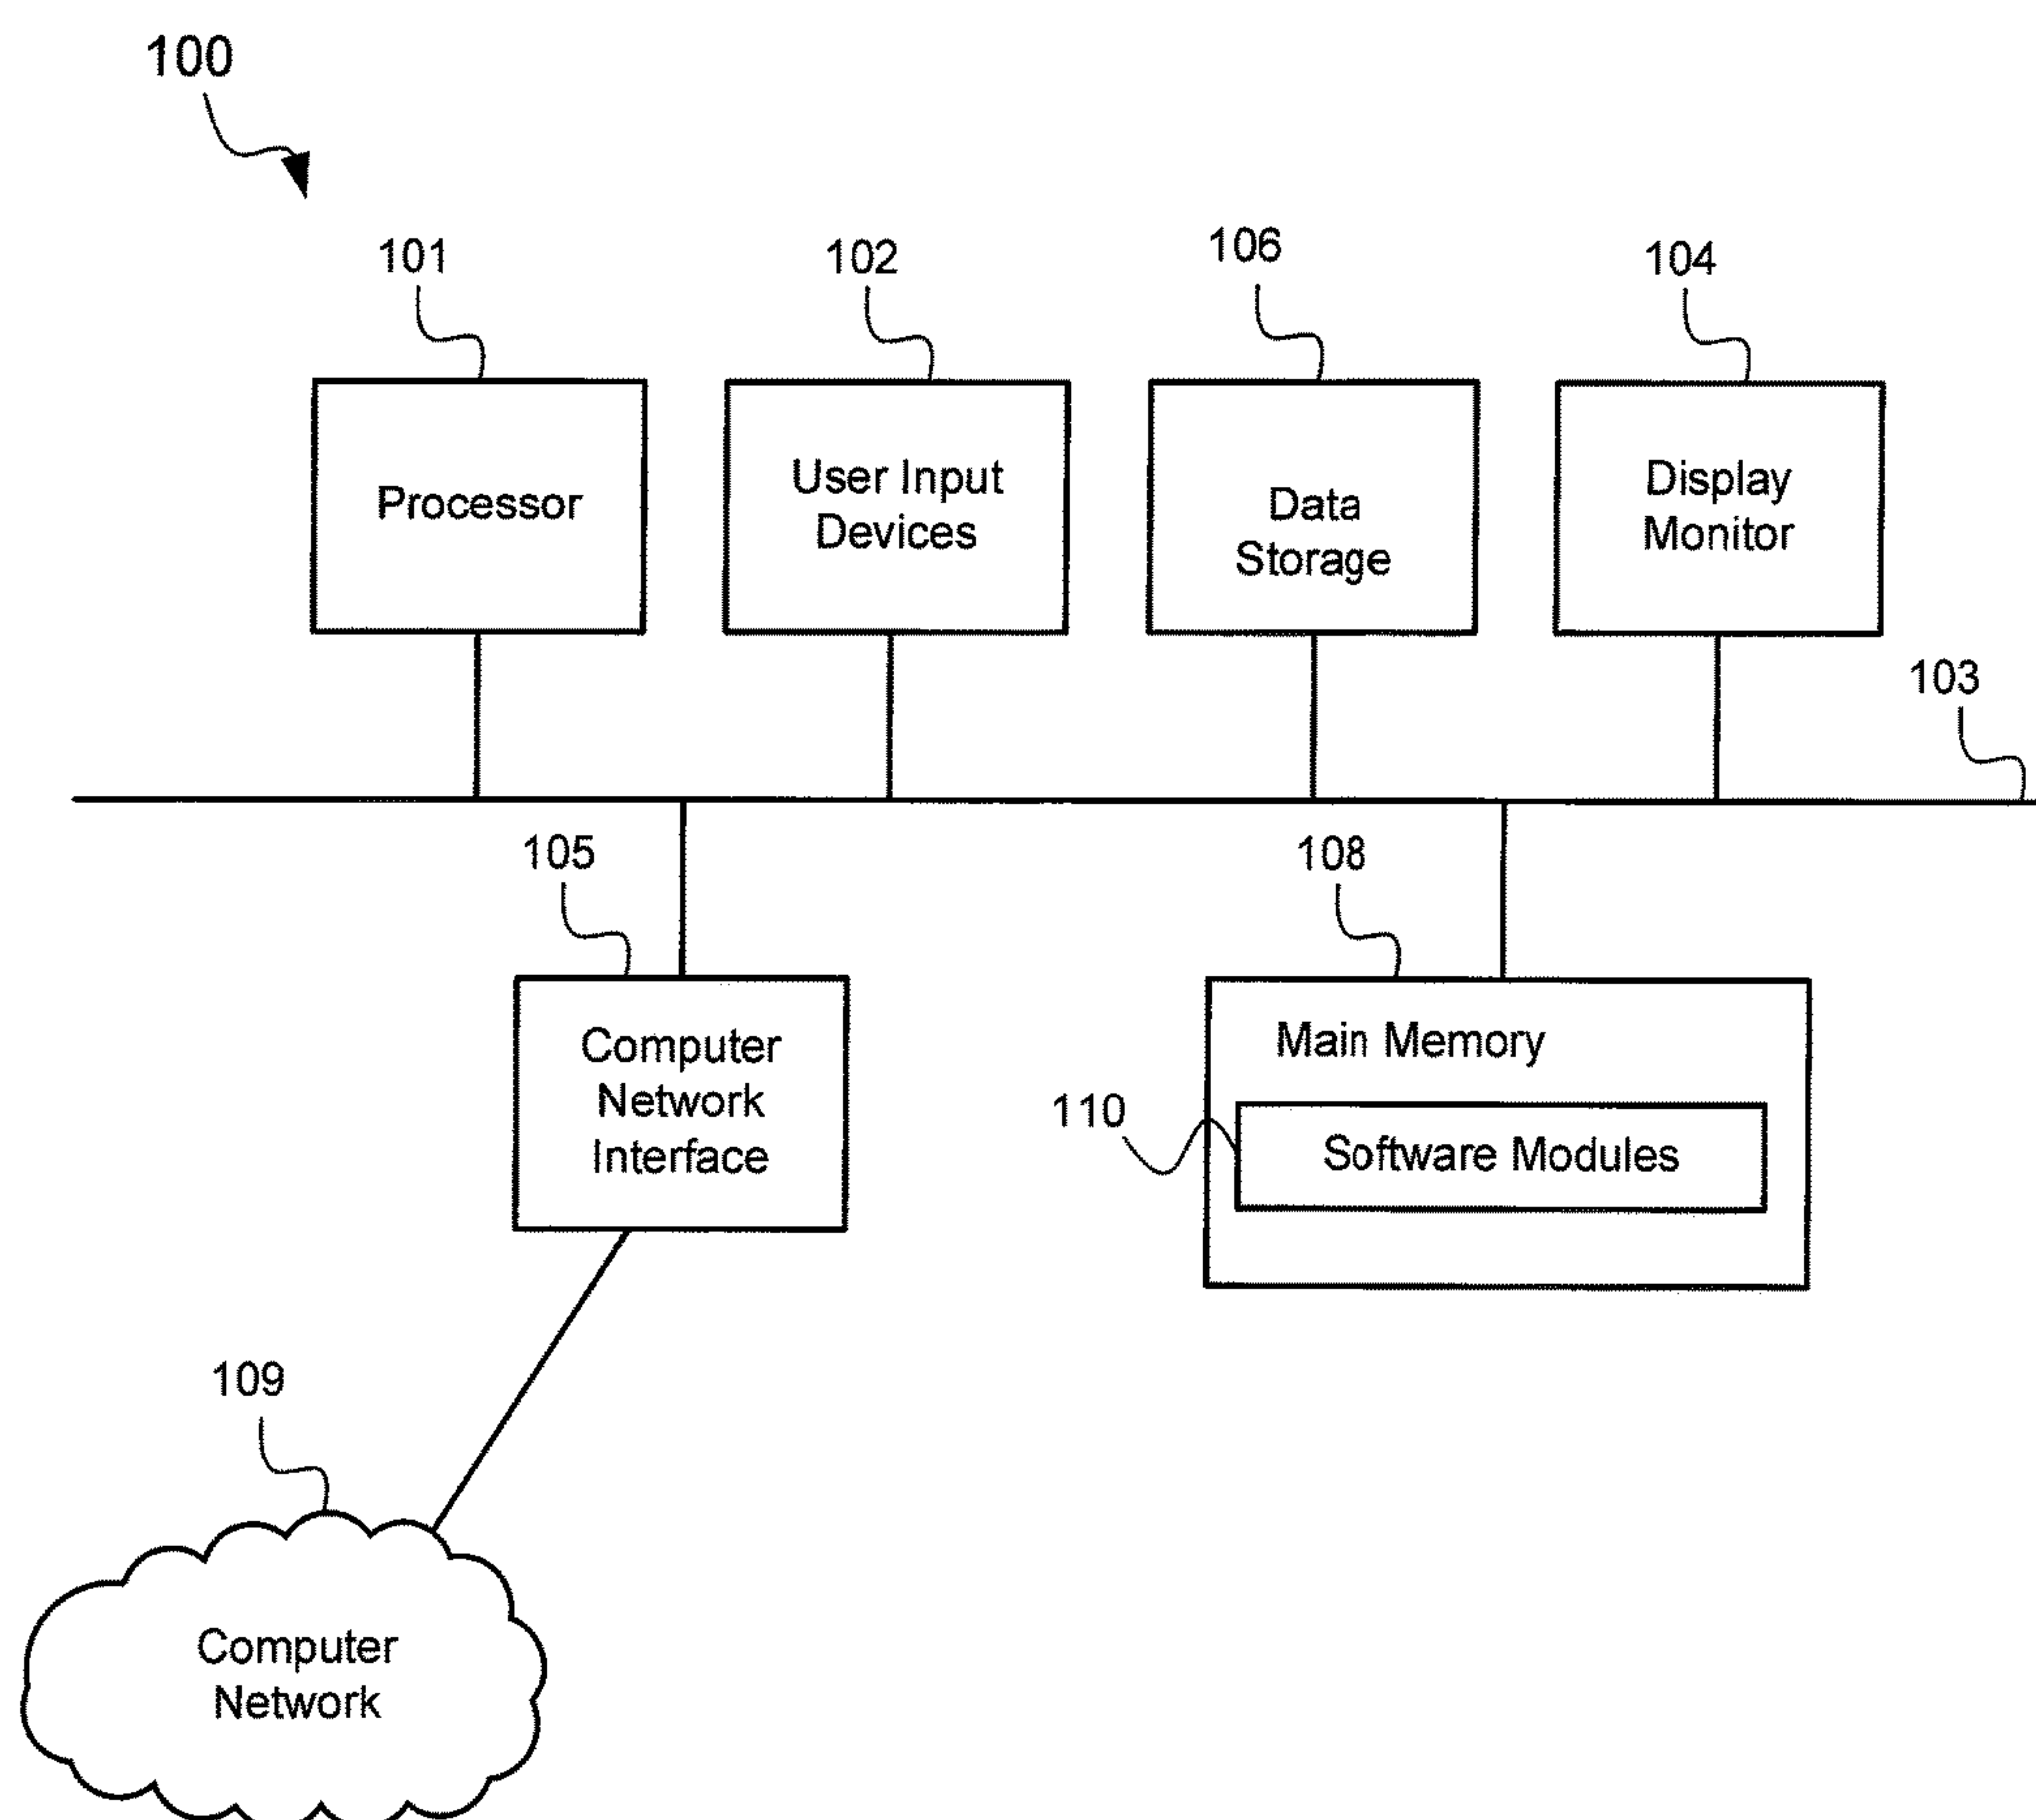 100
101
102
106
104
Processor
User Input
Devices
Data
Storage
Display
Monitor
103
105
108
Computer
Network
Interface
Main Memory
110
Software Modules
109
Computer
Network